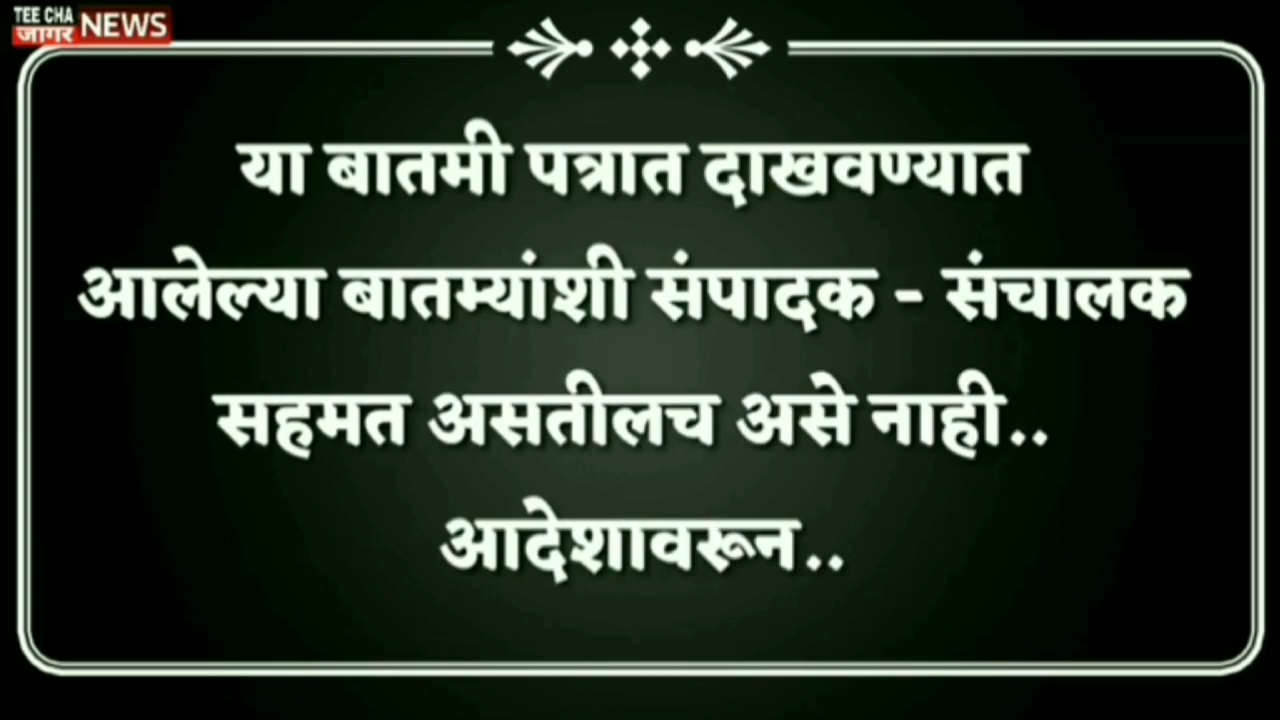 TEE CHA
जागर NEWS
या बातमी पत्रात दाखवण्यात
आलेल्या बातम्यांशी संपादक - संचालक
सहमत असतीलच असे नाही..
आदेशावरून..